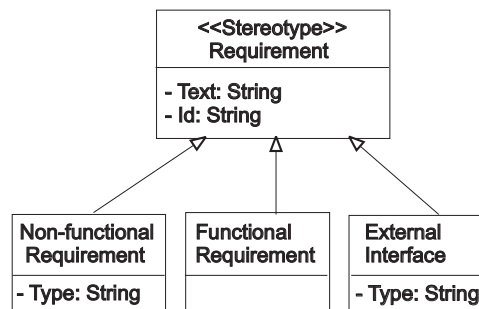 <<Stereotype>>
Requirement
- Text: String
- Id: String
Non-functional
Requirement
- Type: String
Functional
Requirement
External
Interface
- Type: String